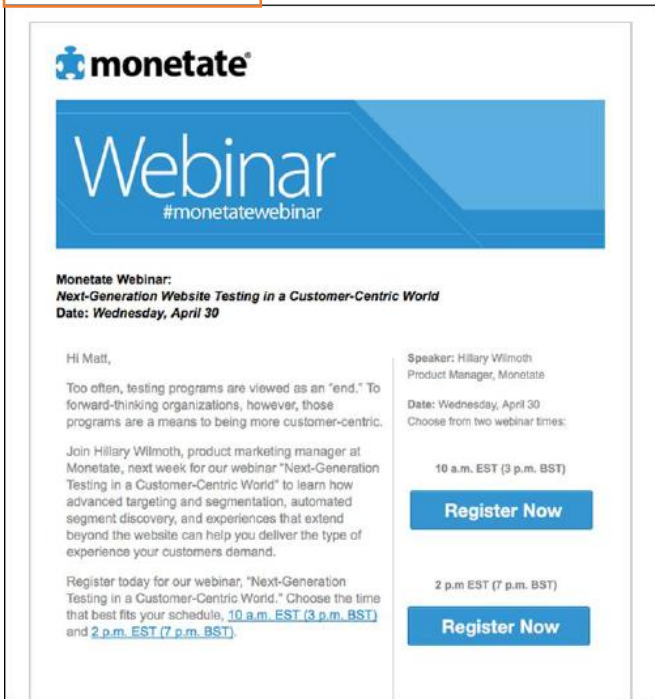 monetate®
Webinar
#monetatewebinar
Monetate Webinar:
Next-Generation Website Testing in a Customer-Centric World
Date: Wednesday, April 30
Hi Matt,
Too often, testing programs are viewed as an "end." To
forward-thinking organizations, however, those
programs are a means to being more customer-centric.
Join Hillary Wilmoth, product marketing manager at
Monetate, next week for our webinar "Next-Generation
Testing in a Customer-Centric World" to learn how
advanced targeting and segmentation, automated
segment discovery, and experiences that extend
beyond the website can help you deliver the type of
experience your customers demand.
Register today for our webinar, "Next-Generation
Testing in a Customer-Centric World." Choose the time
that best fits your schedule, 10 a.m. EST (3 p.m. BST)
and 2 p.m. EST (7 p.m. BST).
Speaker: Hillary Wilmoth
Product Manager, Monetate
Date: Wednesday, April 30
Choose from two webinar times:
10 a.m. EST (3 p.m. BST)
Register Now
2 p.m EST (7 p.m. BST)
Register Now